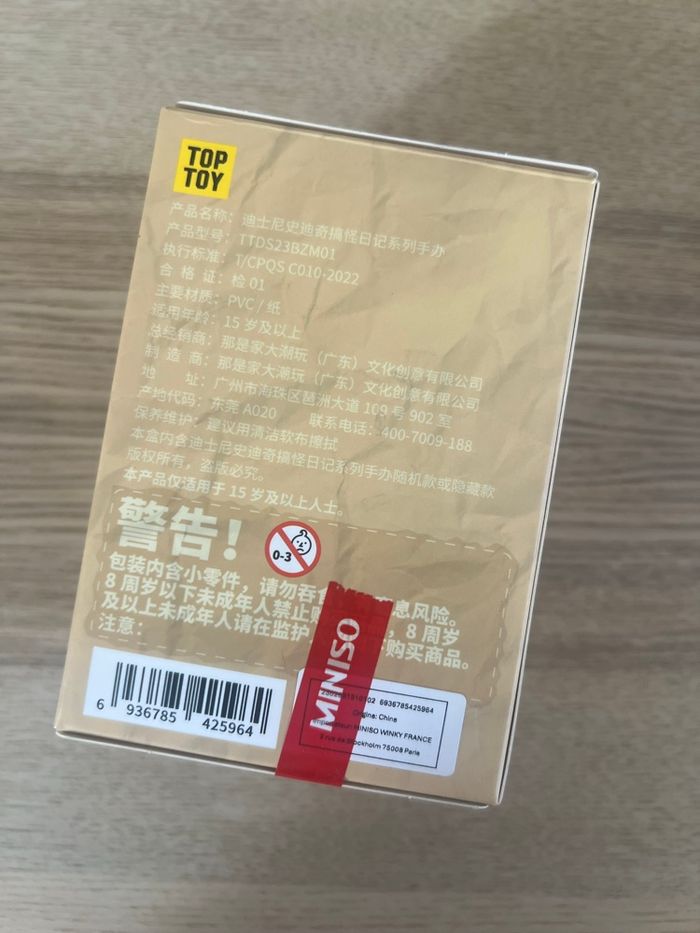 TOP
TOY
产品名称：迪士尼史迪奇搞怪日记系列手办
产品型号：TTDS23BZM01
执行标准：T/CPQS C010-2022
合 格 证：检 01
主要材质：PVC / 纸
适用年龄：15 岁及以上
总经销商：那是家大潮玩（广东）文化创意有限公司
制 造 商：那是家大潮玩（广东）文化创意有限公司
地 址：广州市海珠区琶洲大道 109 号 902 室
产地代码：东莞 A020 联系电话：400-7009-188
保养维护：建议用清洁软布擦拭
本盒内含迪士尼史迪奇搞怪日记系列手办随机款或隐藏款
版权所有，盗版必究。
本产品仅适用于 15 岁及以上人士。
警告！
0-3
包装内含小零件，请勿吞 息风险。
8 周岁以下未成年人禁止 ，8 周岁
及以上未成年人请在监护 购买商品。
注意：
MINISO
6 936785 425964
6936785425964
Origine: China
MINISO WINKY FRANCE
3 rue de Stockholm 75008 Paris